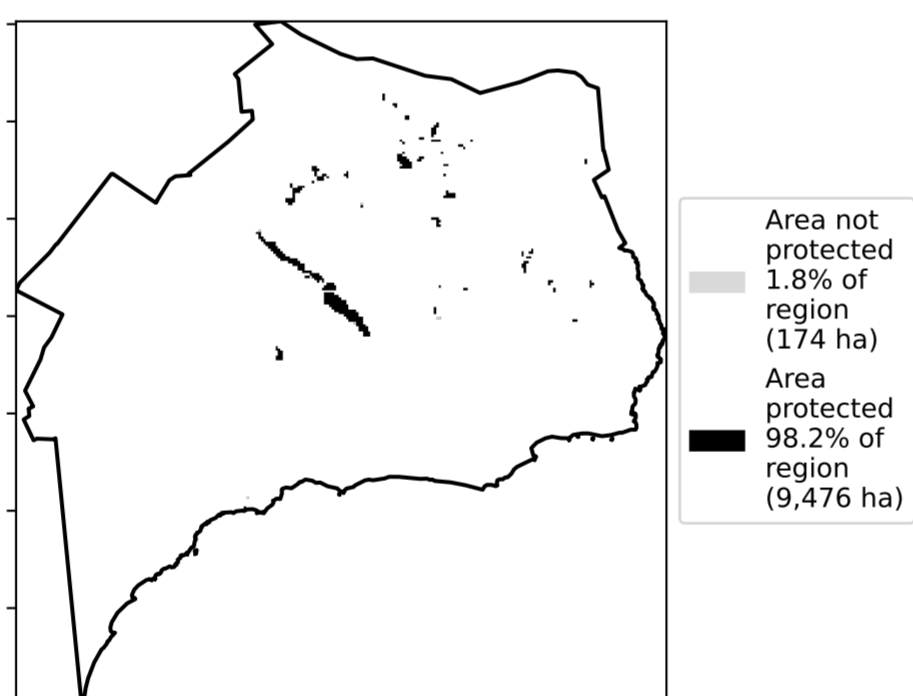 Area not
protected
1.8% of
region
(174 ha)
Area
protected
98.2% of
region
(9,476 ha)